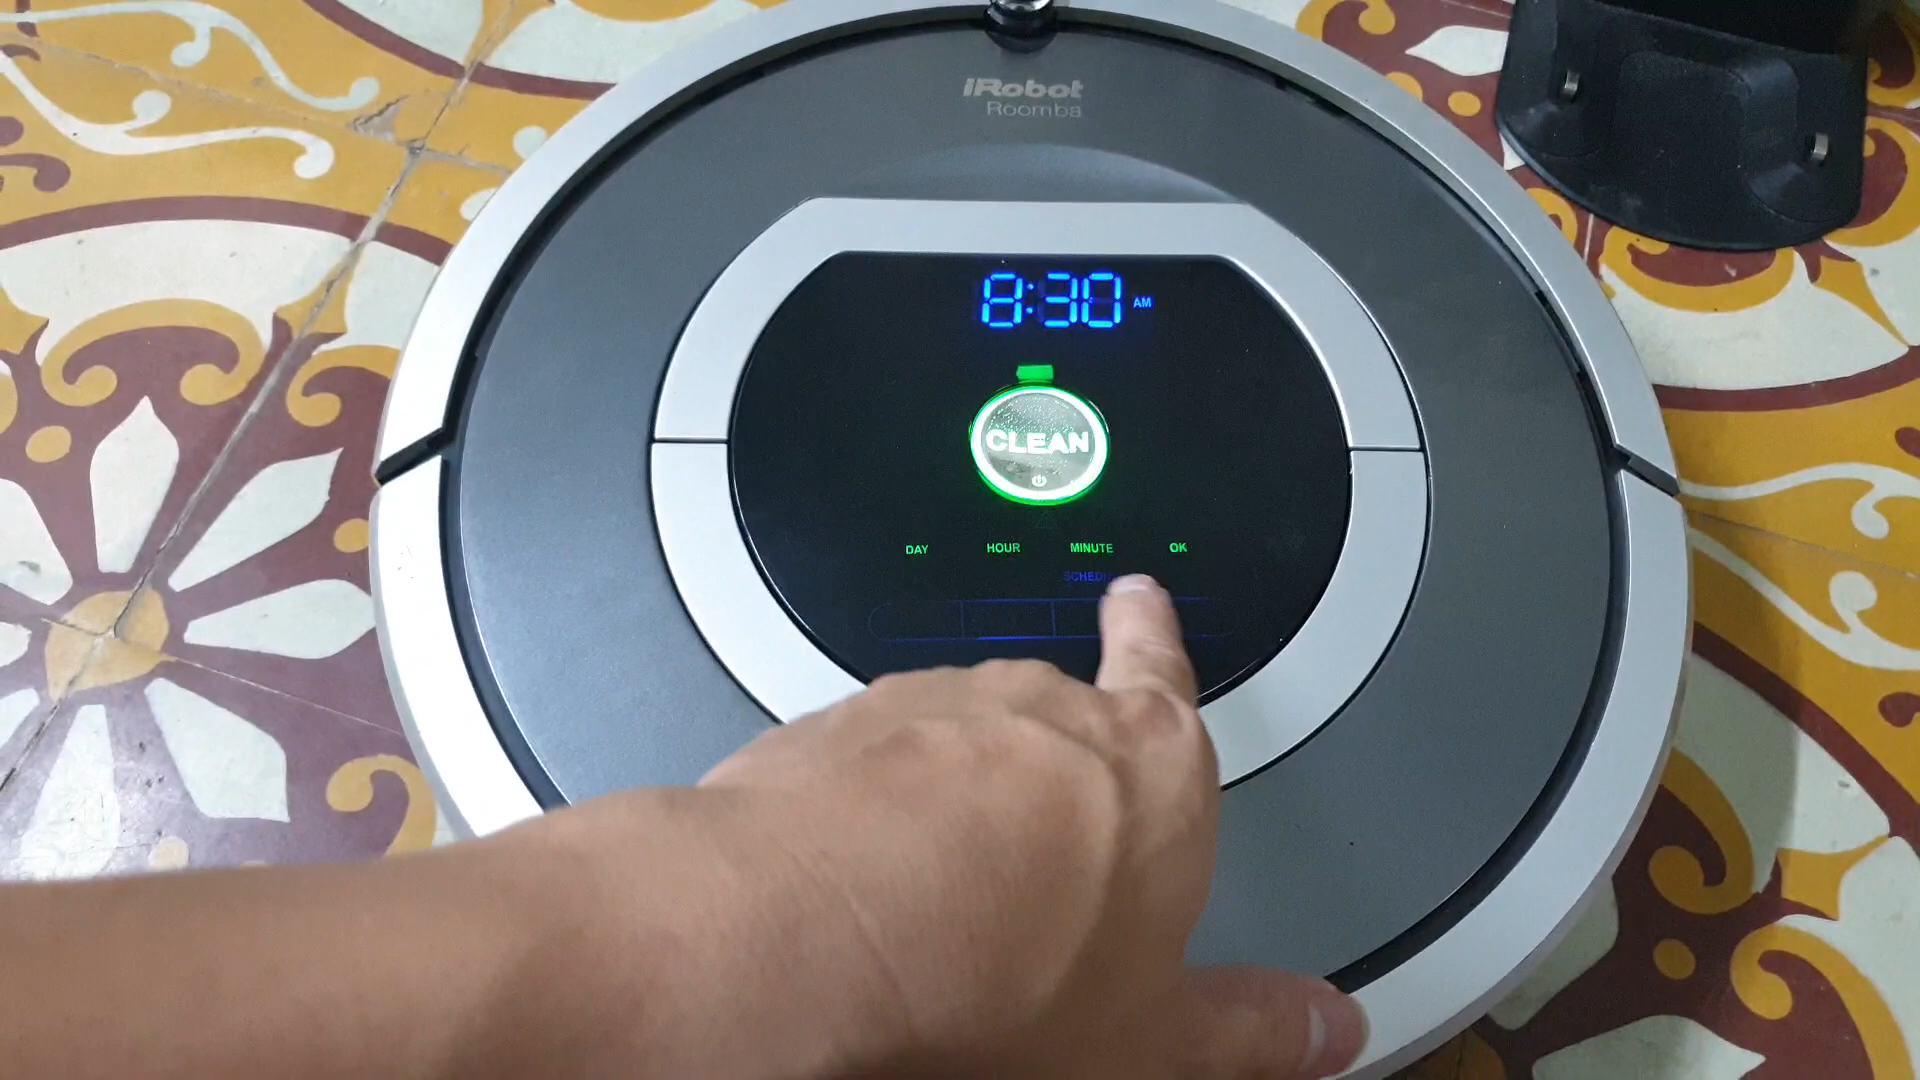 iRobot
Roomba
8:30 AM
CLEAN
DAY HOUR MINUTE OK